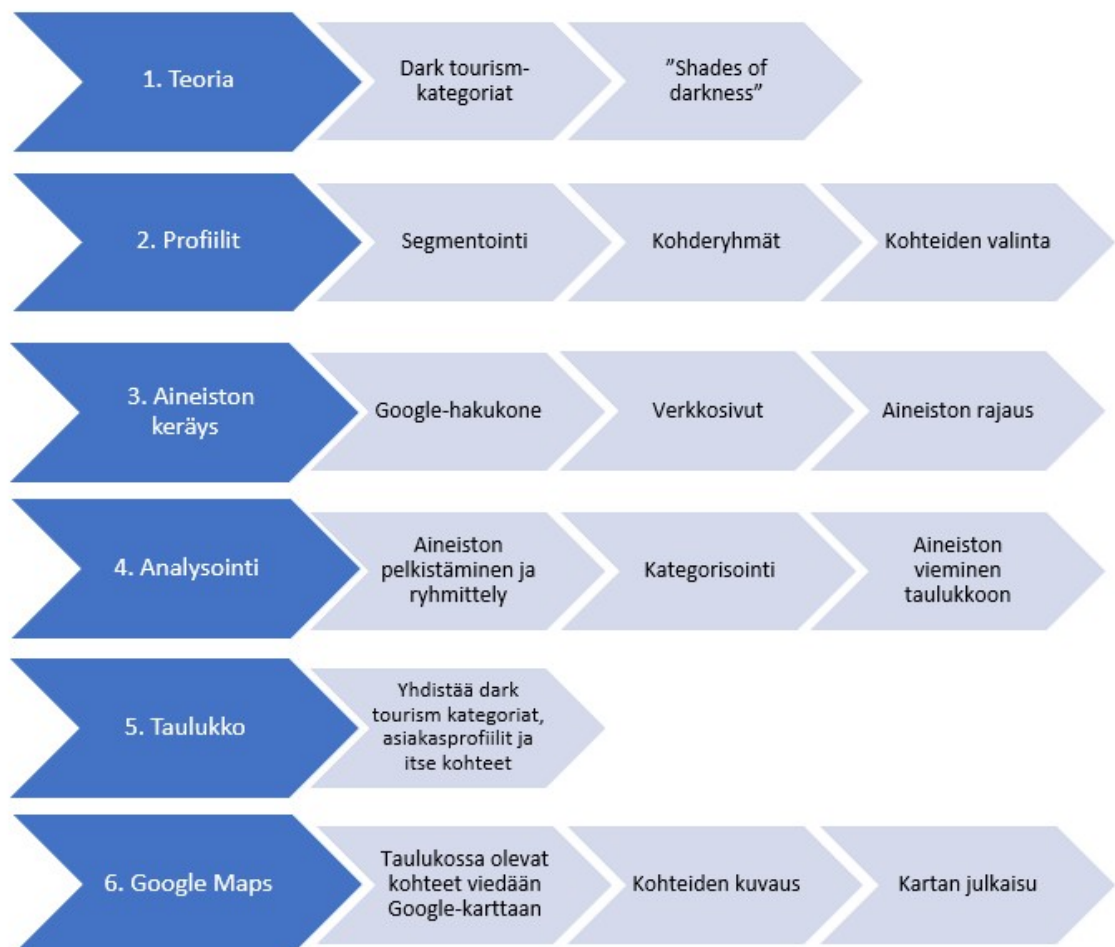 1. Teoria
Dark tourism-
kategoriat
”Shades of
darkness”
2. Profiilit
Segmentointi
Kohderyhmät
Kohteiden valinta
3. Aineiston
keräys
Google-hakukone
Verkkosivut
Aineiston rajaus
4. Analysointi
Aineiston
pelkistäminen ja
ryhmittely
Kategorisointi
Aineiston
vieminen
taulukkoon
5. Taulukko
Yhdistää dark
tourism kategoriat,
asiakasprofiilit ja
itse kohteet
6. Google Maps
Taulukossa olevat
kohteet viedään
Google-karttaan
Kohteiden kuvaus
Kartan julkaisu